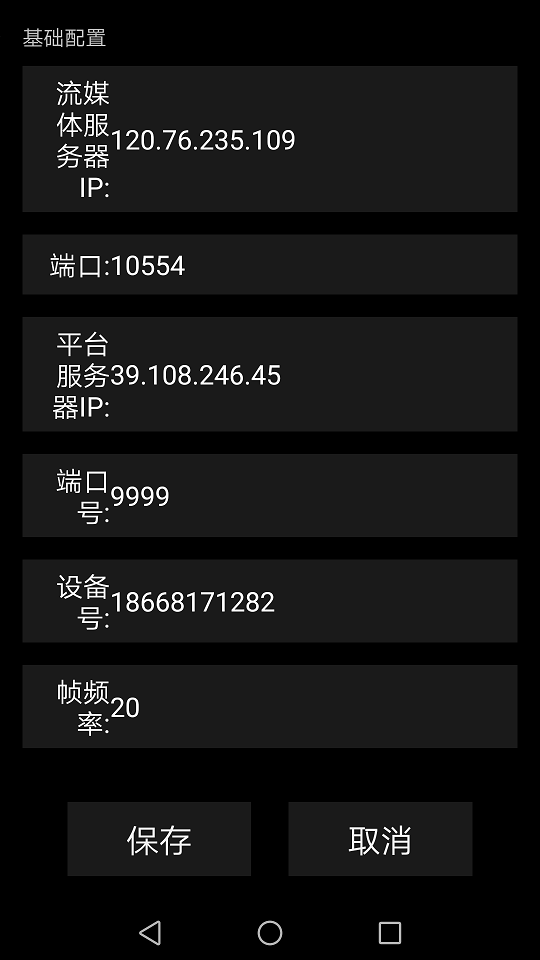 基础配置
流媒
体服
务器
IP:
120.76.235.109
端口:10554
平台
服务
器IP:
39.108.246.45
端口
号:
9999
设备
号:
18668171282
帧频
率:
20
保存
取消